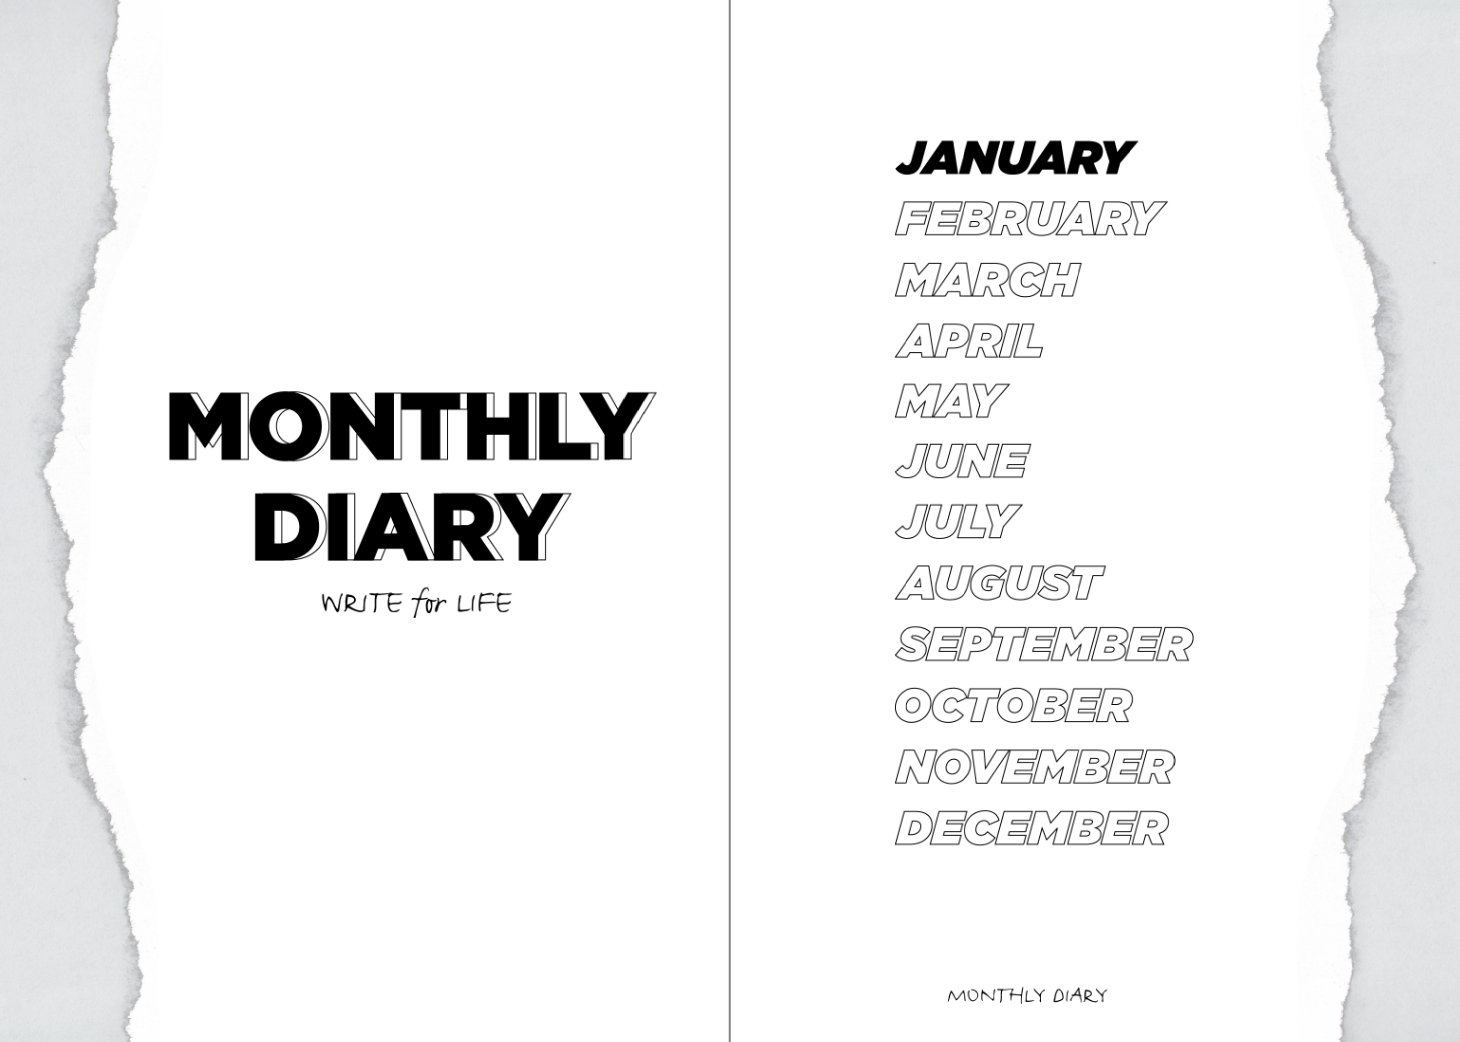 MONTHLY
DIARY
WRITE for LIFE
JANUARY
FEBRUARY
MARCH
APRIL
MAY
JUNE
JULY
AUGUST
SEPTEMBER
OCTOBER
NOVEMBER
DECEMBER
MONTHLY DIARY